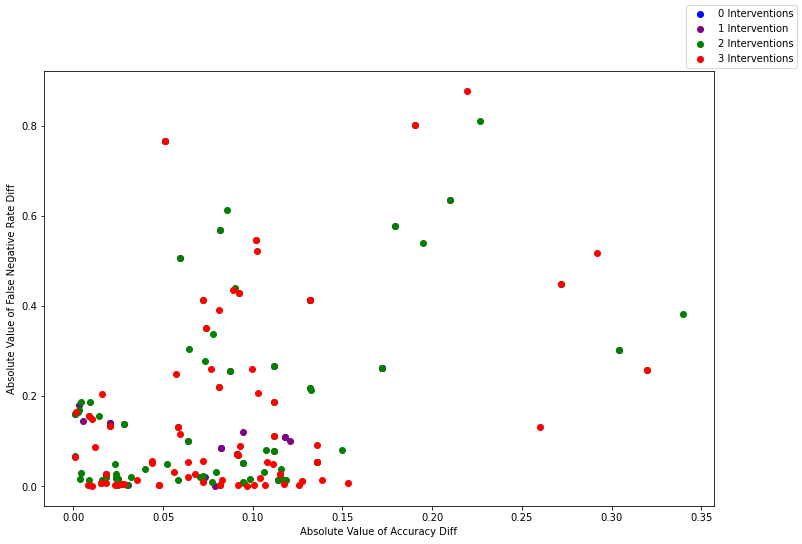 0 Interventions
1 Intervention
2 Interventions
3 Interventions
Absolute Value of False Negative Rate Diff
0.8
0.6
0.4
0.2
0.0
0.00 0.05 0.10 0.15 0.20 0.25 0.30 0.35
Absolute Value of Accuracy Diff